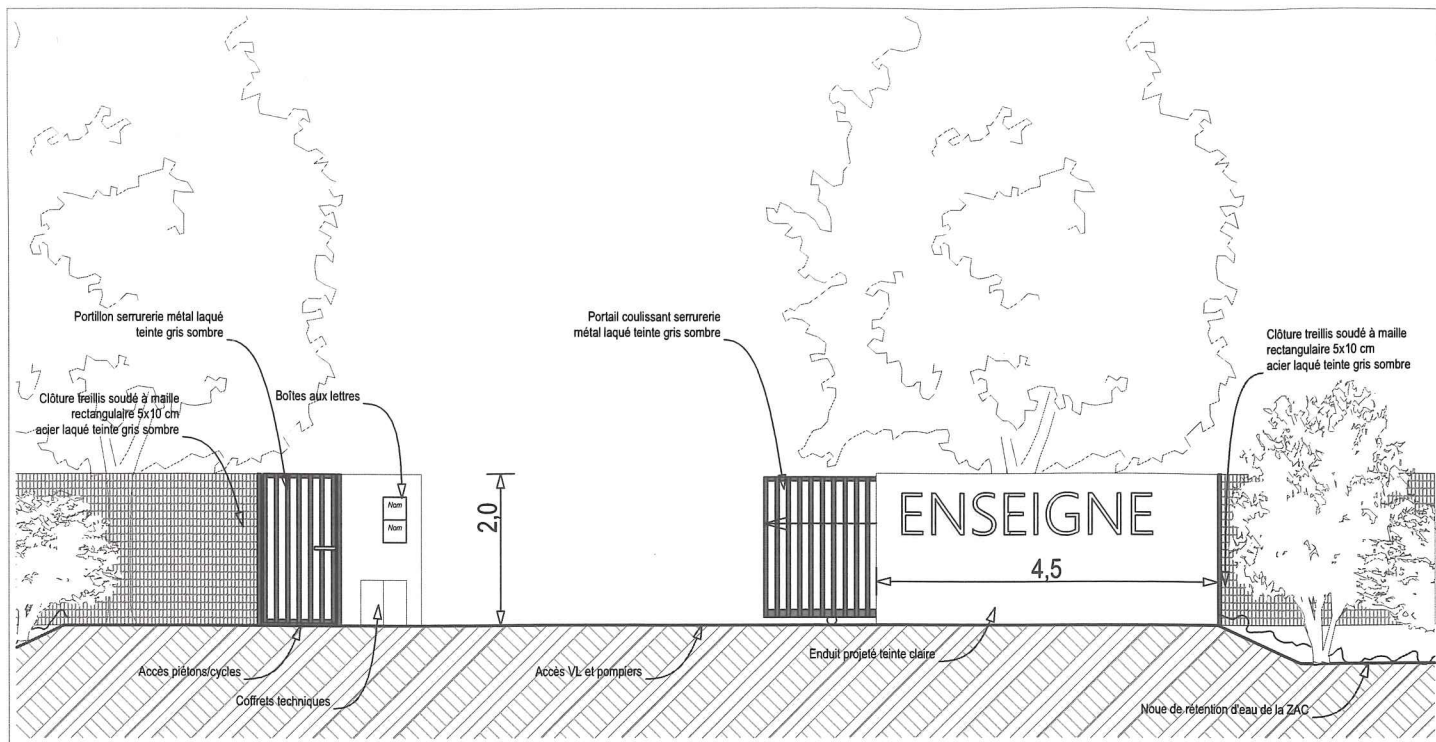 Portillon serrurerie métal laqué
teinte gris sombre
Clôture treillis soudé à maille
rectangulaire 5x10 cm
acier laqué teinte gris sombre
Boîtes aux lettres
Portail coulissant serrurerie
métal laqué teinte gris sombre
Clôture treillis soudé à maille
rectangulaire 5x10 cm
acier laqué teinte gris sombre
Nom
Nom
2,0
ENSEIGNE
4,5
Accès piétons/cycles
Coffrets techniques
Accès VL et pompiers
Enduit projeté teinte claire
Noue de rétention d'eau de la ZAC